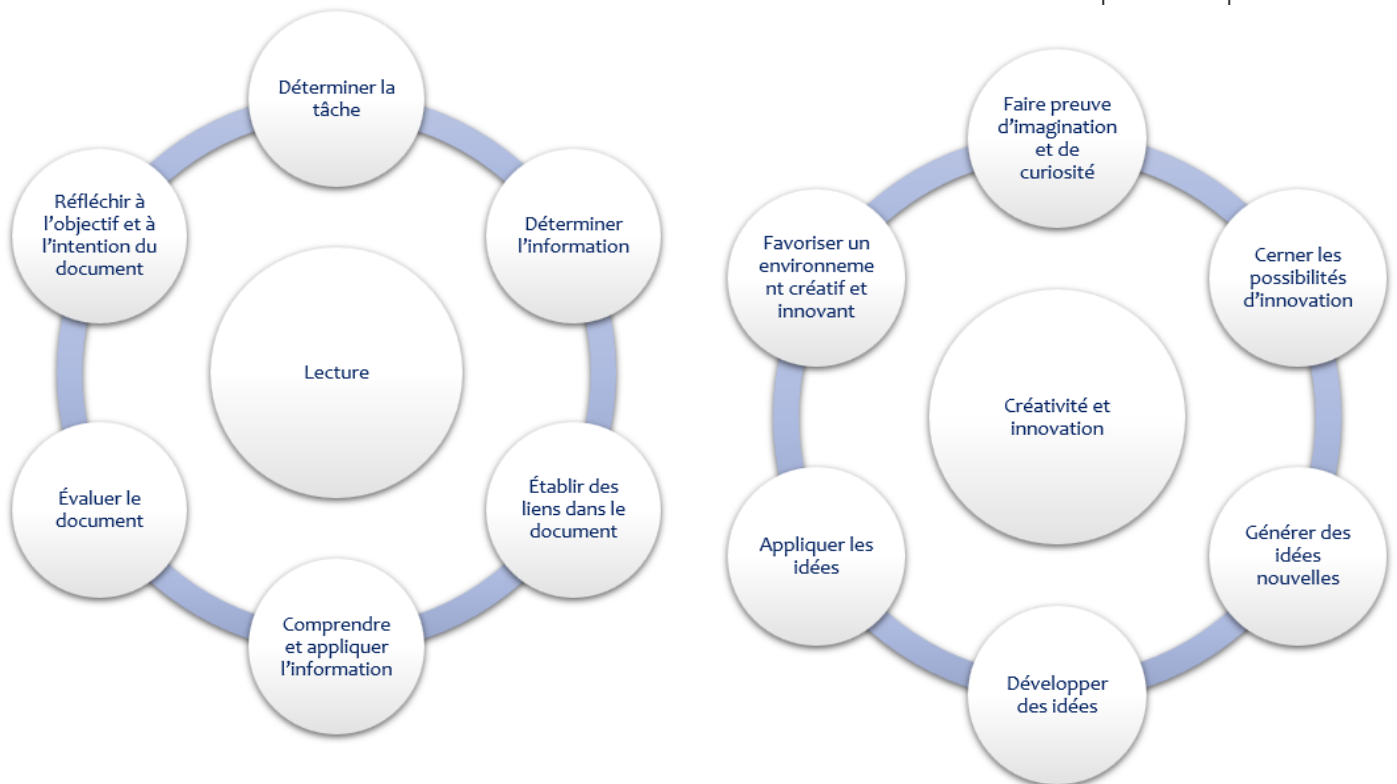 Déterminer la
tâche
Déterminer
l'information
Établir des
liens dans le
document
Comprendre
et appliquer
l'information
Évaluer le
document
Réfléchir à
l'objectif et à
l'intention du
document
Lecture
Faire preuve
d'imagination
et de
curiosité
Cerner les
possibilités
d'innovation
Générer des
idées
nouvelles
Développer
des idées
Appliquer les
idées
Favoriser un
environneme
nt créatif et
innovant
Créativité et
innovation